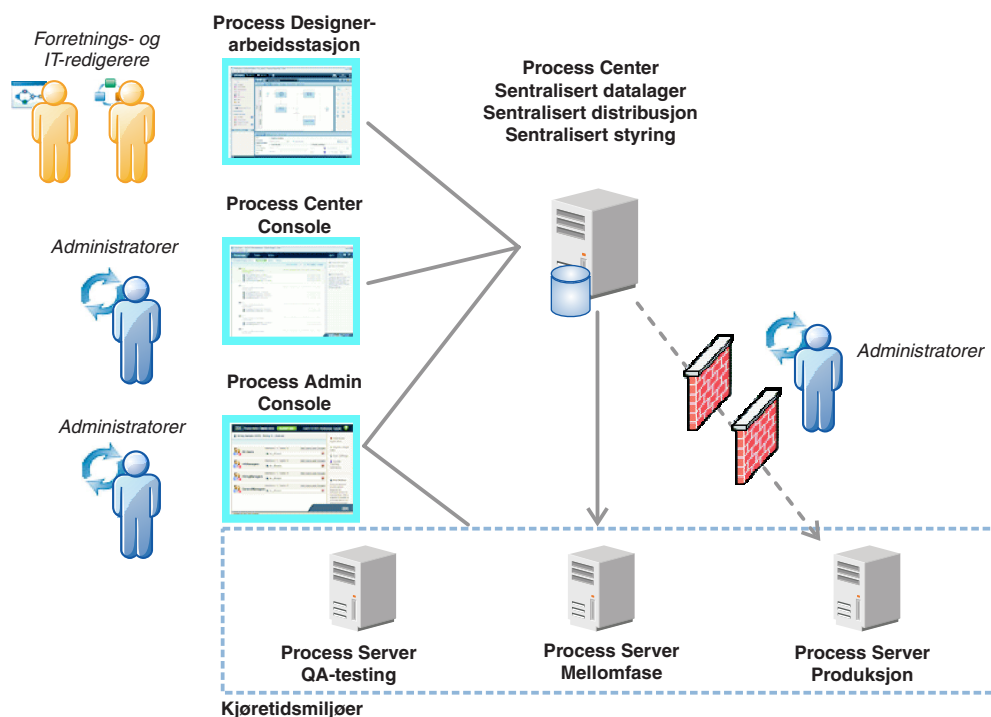 Forretnings- og
IT-redigerere
Process Designer-
arbeidsstasjon
Process Center
Sentralisert datalager
Sentralisert distribusjon
Sentralisert styring
Process Center
Console
Administratorer
Administratorer
Process Admin
Console
Administratorer
Process Server
QA-testing
Process Server
Mellomfase
Process Server
Produksjon
Kjøretidsmiljøer